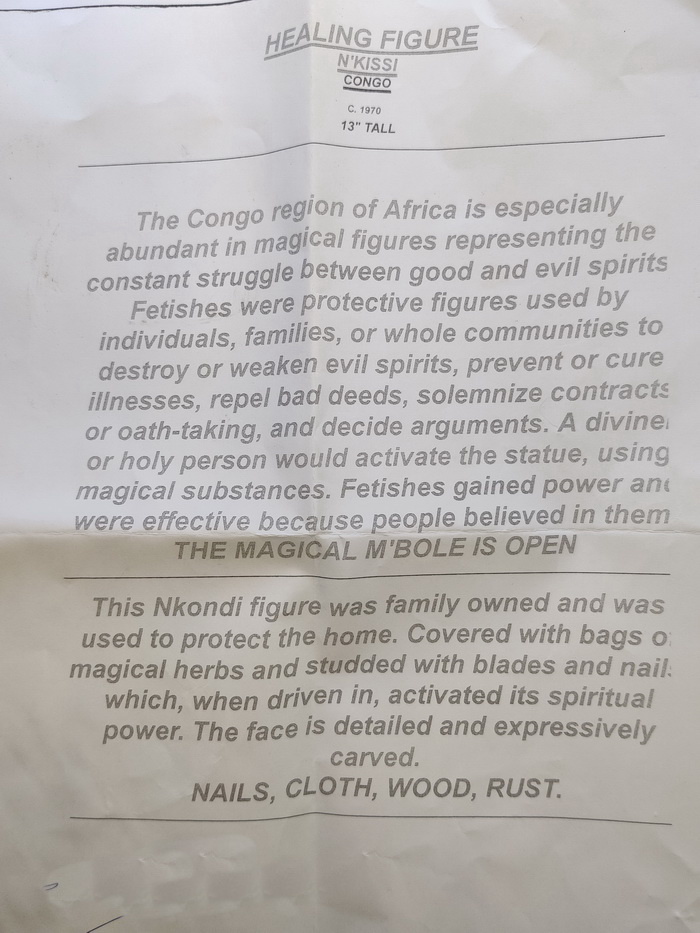 HEALING FIGURE
N'KISSI
CONGO
C. 1970
13" TALL
The Congo region of Africa is especially
abundant in magical figures representing the
constant struggle between good and evil spirits
Fetishes were protective figures used by
individuals, families, or whole communities to
destroy or weaken evil spirits, prevent or cure
illnesses, repel bad deeds, solemnize contracts
or oath-taking, and decide arguments. A divine
or holy person would activate the statue, using
magical substances. Fetishes gained power and
were effective because people believed in them
THE MAGICAL M'BOLE IS OPEN
This Nkondi figure was family owned and was
used to protect the home. Covered with bags o
magical herbs and studded with blades and nail
which, when driven in, activated its spiritual
power. The face is detailed and expressively
carved.
NAILS, CLOTH, WOOD, RUST.